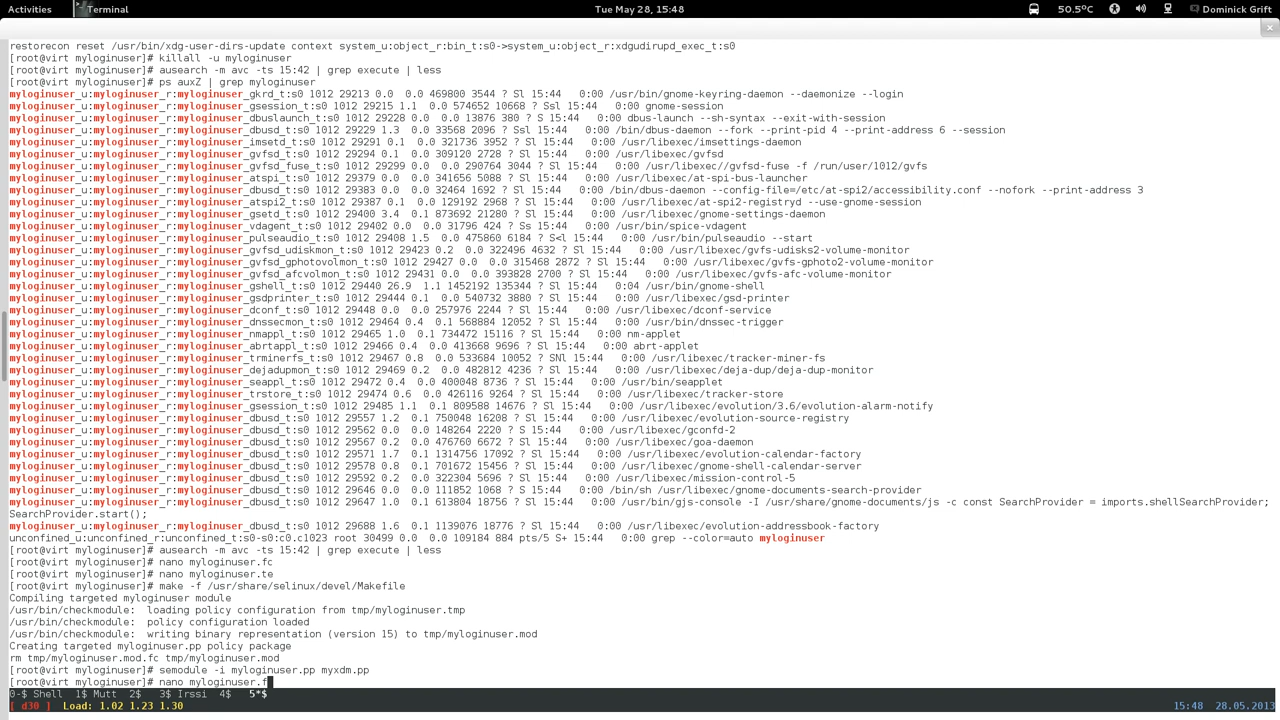 Activities Terminal Tue May 28, 15:48 50.5°C Dominick Grift
restorecon reset /usr/bin/xdg-user-dirs-update context system_u:object_r:bin_t:s0->system_u:object_r:xdgudirupd_exec_t:s0
[root@virt myloginuser]# killall -u myloginuser
[root@virt myloginuser]# ausearch -m avc -ts 15:42 | grep execute | less
[root@virt myloginuser]# ps auxZ | grep myloginuser
myloginuser_u:myloginuser_r:myloginuser_gkrd_t:s0 1012 29213 0.0  0.0 469800 3544 ? Sl 15:44   0:00 /usr/bin/gnome-keyring-daemon --daemonize --login
myloginuser_u:myloginuser_r:myloginuser_gsession_t:s0 1012 29215 1.1  0.0 574652 10668 ? Ssl 15:44   0:00 gnome-session
myloginuser_u:myloginuser_r:myloginuser_dbuslaunch_t:s0 1012 29228 0.0  0.0 13876 380 ? S 15:44   0:00 dbus-launch --sh-syntax --exit-with-session
myloginuser_u:myloginuser_r:myloginuser_dbusd_t:s0 1012 29229 1.3  0.0 33568 2096 ? Ssl 15:44   0:00 /bin/dbus-daemon --fork --print-pid 4 --print-address 6 --session
myloginuser_u:myloginuser_r:myloginuser_imsetd_t:s0 1012 29291 0.1  0.0 321736 3952 ? Sl 15:44   0:00 /usr/libexec/imsettings-daemon
myloginuser_u:myloginuser_r:myloginuser_gvfsd_t:s0 1012 29294 0.1  0.0 309120 2728 ? Sl 15:44   0:00 /usr/libexec/gvfsd
myloginuser_u:myloginuser_r:myloginuser_gvfsd_fuse_t:s0 1012 29299 0.0  0.0 290764 3044 ? Sl 15:44   0:00 /usr/libexec//gvfsd-fuse -f /run/user/1012/gvfs
myloginuser_u:myloginuser_r:myloginuser_atspi_t:s0 1012 29379 0.0  0.0 341656 5088 ? Sl 15:44   0:00 /usr/libexec/at-spi-bus-launcher
myloginuser_u:myloginuser_r:myloginuser_dbusd_t:s0 1012 29383 0.0  0.0 32464 1692 ? Sl 15:44   0:00 /bin/dbus-daemon --config-file=/etc/at-spi2/accessibility.conf --nofork --print-address 3
myloginuser_u:myloginuser_r:myloginuser_atspi2_t:s0 1012 29387 0.1  0.0 129192 2968 ? Sl 15:44   0:00 /usr/libexec/at-spi2-registryd --use-gnome-session
myloginuser_u:myloginuser_r:myloginuser_gsetd_t:s0 1012 29400 3.4  0.1 873692 21280 ? Sl 15:44   0:00 /usr/libexec/gnome-settings-daemon
myloginuser_u:myloginuser_r:myloginuser_vdagent_t:s0 1012 29402 0.0  0.0 31796 424 ? Ss 15:44   0:00 /usr/bin/spice-vdagent
myloginuser_u:myloginuser_r:myloginuser_pulseaudio_t:s0 1012 29408 1.5  0.0 475860 6184 ? S<l 15:44   0:00 /usr/bin/pulseaudio --start
myloginuser_u:myloginuser_r:myloginuser_gvfsd_udiskmon_t:s0 1012 29423 0.2  0.0 322496 4632 ? Sl 15:44   0:00 /usr/libexec/gvfs-udisks2-volume-monitor
myloginuser_u:myloginuser_r:myloginuser_gvfsd_gphotovolmon_t:s0 1012 29427 0.0  0.0 315468 2872 ? Sl 15:44   0:00 /usr/libexec/gvfs-gphoto2-volume-monitor
myloginuser_u:myloginuser_r:myloginuser_gvfsd_afcvolmon_t:s0 1012 29431 0.0  0.0 393828 2700 ? Sl 15:44   0:00 /usr/libexec/gvfs-afc-volume-monitor
myloginuser_u:myloginuser_r:myloginuser_gshell_t:s0 1012 29440 26.9  1.1 1452192 135344 ? Sl 15:44   0:04 /usr/bin/gnome-shell
myloginuser_u:myloginuser_r:myloginuser_gsdprinter_t:s0 1012 29444 0.1  0.0 540732 3880 ? Sl 15:44   0:00 /usr/libexec/gsd-printer
myloginuser_u:myloginuser_r:myloginuser_dconf_t:s0 1012 29448 0.0  0.0 257976 2244 ? Sl 15:44   0:00 /usr/libexec/dconf-service
myloginuser_u:myloginuser_r:myloginuser_dnssecmon_t:s0 1012 29464 0.4  0.1 568884 12052 ? Sl 15:44   0:00 /usr/bin/dnssec-trigger
myloginuser_u:myloginuser_r:myloginuser_nmappl_t:s0 1012 29465 1.0  0.1 734472 15116 ? Sl 15:44   0:00 nm-applet
myloginuser_u:myloginuser_r:myloginuser_abrtappl_t:s0 1012 29466 0.4  0.0 413668 9696 ? Sl 15:44   0:00 abrt-applet
myloginuser_u:myloginuser_r:myloginuser_trminerfs_t:s0 1012 29467 0.8  0.0 533684 10052 ? SNl 15:44   0:00 /usr/libexec/tracker-miner-fs
myloginuser_u:myloginuser_r:myloginuser_dejadupmon_t:s0 1012 29469 0.2  0.0 482812 4236 ? Sl 15:44   0:00 /usr/libexec/deja-dup/deja-dup-monitor
myloginuser_u:myloginuser_r:myloginuser_seappl_t:s0 1012 29472 0.4  0.0 400048 8736 ? Sl 15:44   0:00 /usr/bin/seapplet
myloginuser_u:myloginuser_r:myloginuser_trstore_t:s0 1012 29474 0.6  0.0 426116 9264 ? Sl 15:44   0:00 /usr/libexec/tracker-store
myloginuser_u:myloginuser_r:myloginuser_gsession_t:s0 1012 29485 1.1  0.1 809588 14676 ? Sl 15:44   0:00 /usr/libexec/evolution/3.6/evolution-alarm-notify
myloginuser_u:myloginuser_r:myloginuser_dbusd_t:s0 1012 29557 1.2  0.1 750048 16208 ? Sl 15:44   0:00 /usr/libexec/evolution-source-registry
myloginuser_u:myloginuser_r:myloginuser_dbusd_t:s0 1012 29562 0.0  0.0 148264 2220 ? S 15:44   0:00 /usr/libexec/gconfd-2
myloginuser_u:myloginuser_r:myloginuser_dbusd_t:s0 1012 29567 0.2  0.0 476760 6672 ? Sl 15:44   0:00 /usr/libexec/goa-daemon
myloginuser_u:myloginuser_r:myloginuser_dbusd_t:s0 1012 29571 1.7  0.1 1314756 17092 ? Sl 15:44   0:00 /usr/libexec/evolution-calendar-factory
myloginuser_u:myloginuser_r:myloginuser_dbusd_t:s0 1012 29578 0.8  0.1 701672 15456 ? Sl 15:44   0:00 /usr/libexec/gnome-shell-calendar-server
myloginuser_u:myloginuser_r:myloginuser_dbusd_t:s0 1012 29592 0.2  0.0 322304 5696 ? Sl 15:44   0:00 /usr/libexec/mission-control-5
myloginuser_u:myloginuser_r:myloginuser_dbusd_t:s0 1012 29646 0.0  0.0 111852 1068 ? S 15:44   0:00 /bin/sh /usr/libexec/gnome-documents-search-provider
myloginuser_u:myloginuser_r:myloginuser_dbusd_t:s0 1012 29647 1.0  0.1 613804 18756 ? Sl 15:44   0:00 /usr/bin/gjs-console -I /usr/share/gnome-documents/js -c const SearchProvider = imports.shellSearchProvider;
SearchProvider.start();
myloginuser_u:myloginuser_r:myloginuser_dbusd_t:s0 1012 29688 1.6  0.1 1139076 18776 ? Sl 15:44   0:00 /usr/libexec/evolution-addressbook-factory
unconfined_u:unconfined_r:unconfined_t:s0-s0:c0.c1023 root 30499 0.0  0.0 109184 884 pts/5 S+ 15:44   0:00 grep --color=auto myloginuser
[root@virt myloginuser]# ausearch -m avc -ts 15:42 | grep execute | less
[root@virt myloginuser]# nano myloginuser.fc
[root@virt myloginuser]# nano myloginuser.te
[root@virt myloginuser]# make -f /usr/share/selinux/devel/Makefile
Compiling targeted myloginuser module
/usr/bin/checkmodule:  loading policy configuration from tmp/myloginuser.tmp
/usr/bin/checkmodule:  policy configuration loaded
/usr/bin/checkmodule:  writing binary representation (version 15) to tmp/myloginuser.mod
Creating targeted myloginuser.pp policy package
rm tmp/myloginuser.mod.fc tmp/myloginuser.mod
[root@virt myloginuser]# semodule -i myloginuser.pp myxdm.pp
[root@virt myloginuser]# nano myloginuser.f
0-$ Shell  1$ Mutt  2$   3$ Irssi  4$   5*$
[ d30 ]  Load: 1.02 1.23 1.30 15:48  28.05.2013